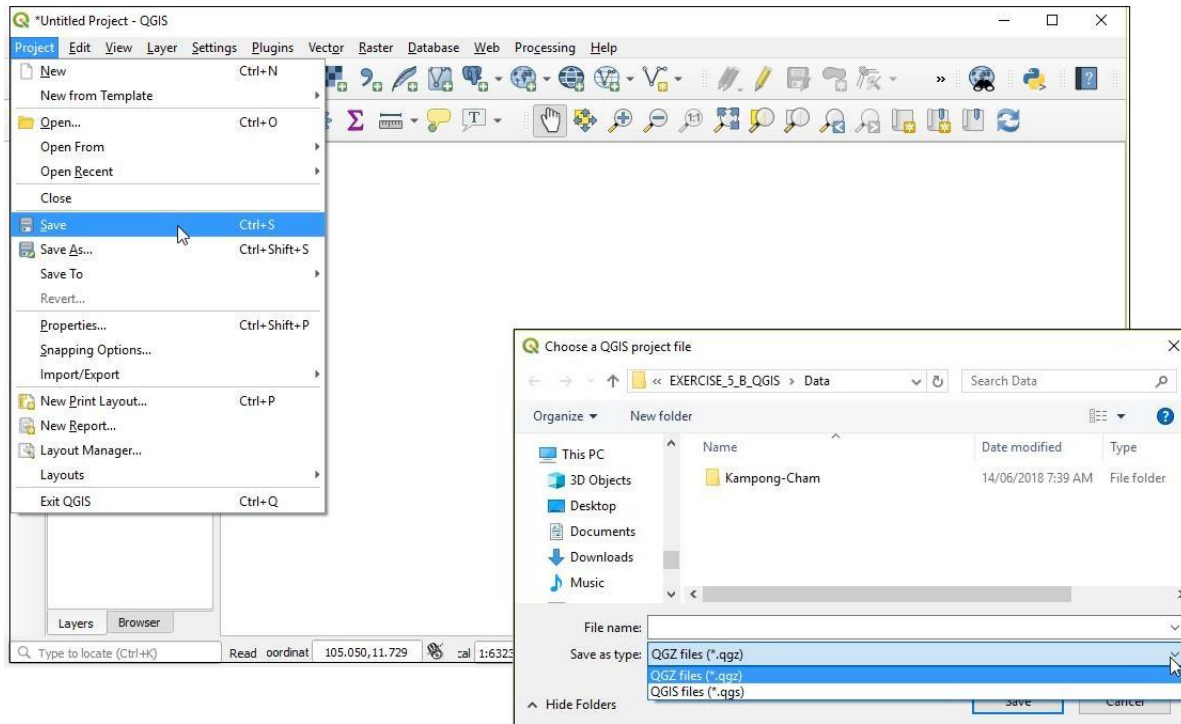 *Untitled Project - QGIS
Project Edit View Layer Settings Plugins Vector Raster Database Web Processing Help
New Ctrl+N
New from Template
Open... Ctrl+O
Open From
Open Recent
Close
Save Ctrl+S
Save As... Ctrl+Shift+S
Save To
Revert...
Properties... Ctrl+Shift+P
Snapping Options...
Import/Export
New Print Layout... Ctrl+P
New Report...
Layout Manager...
Layouts
Exit QGIS Ctrl+Q
Layers Browser
Type to locate (Ctrl+K) Read oordinat 105.050,11.729 :al 1:6323
Choose a QGIS project file
« EXERCISE_5_B_QGIS > Data Search Data
Organize New folder
This PC
3D Objects
Desktop
Documents
Downloads
Music
Name Date modified Type
Kampong-Cham 14/06/2018 7:39 AM File folder
File name:
Save as type: QGZ files (*.qgz)
QGZ files (*.qgz)
QGIS files (*.qgs)
Hide Folders Save Cancel